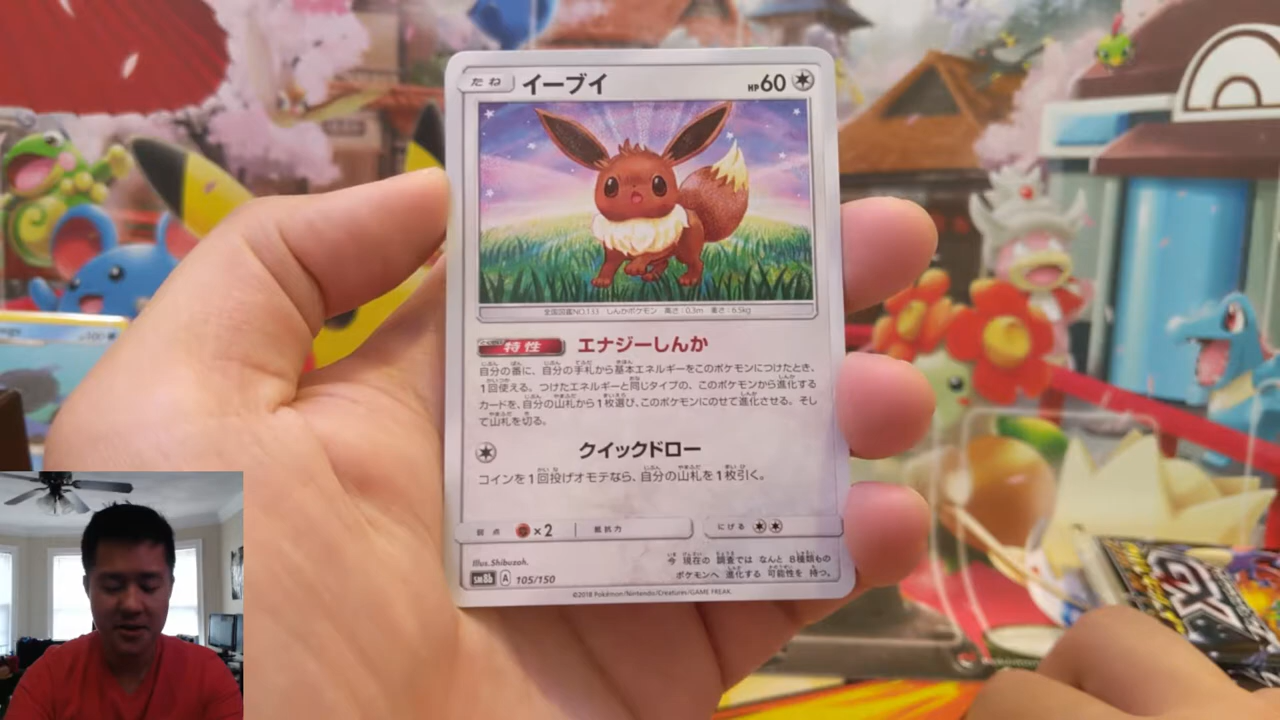 たね イーブイ HP60
全国図鑑NO.133 しんかポケモン 高さ：0.3m 重さ：6.5kg
特性 エナジーしんか
自分の番に、自分の手札から基本エネルギーをこのポケモンにつけたとき、
1回使える。つけたエネルギーと同じタイプの、このポケモンから進化する
カードを、自分の山札から1枚選び、このポケモンにのせて進化させる。そし
て山札を切る。
クイックドロー
コインを1回投げオモテなら、自分の山札を1枚引く。
弱点 ×2 抵抗力 にげる
Illus.Shibuzoh.
今 現在の 調査では なんと 8種類もの
ポケモンへ 進化する 可能性を 持つ。
SM8b A 105/150
©2018 Pokémon/Nintendo/Creatures/GAME FREAK.
GX